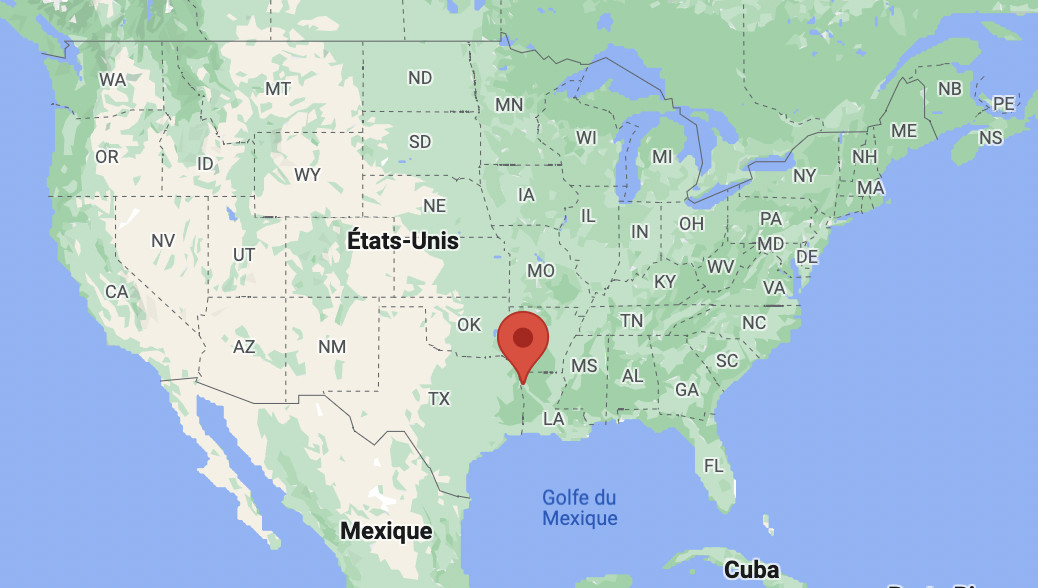 WA
MT
ND
MN
NB
PE
OR
ID
SD
WI
MI
ME
NS
WY
NH
NY
MA
NE
IA
IL
IN
OH
PA
NV
UT
États-Unis
MO
KY
WV
MD
DE
VA
CA
AZ
NM
OK
TN
NC
TX
MS
AL
GA
SC
LA
FL
Golfe du
Mexique
Mexique
Cuba